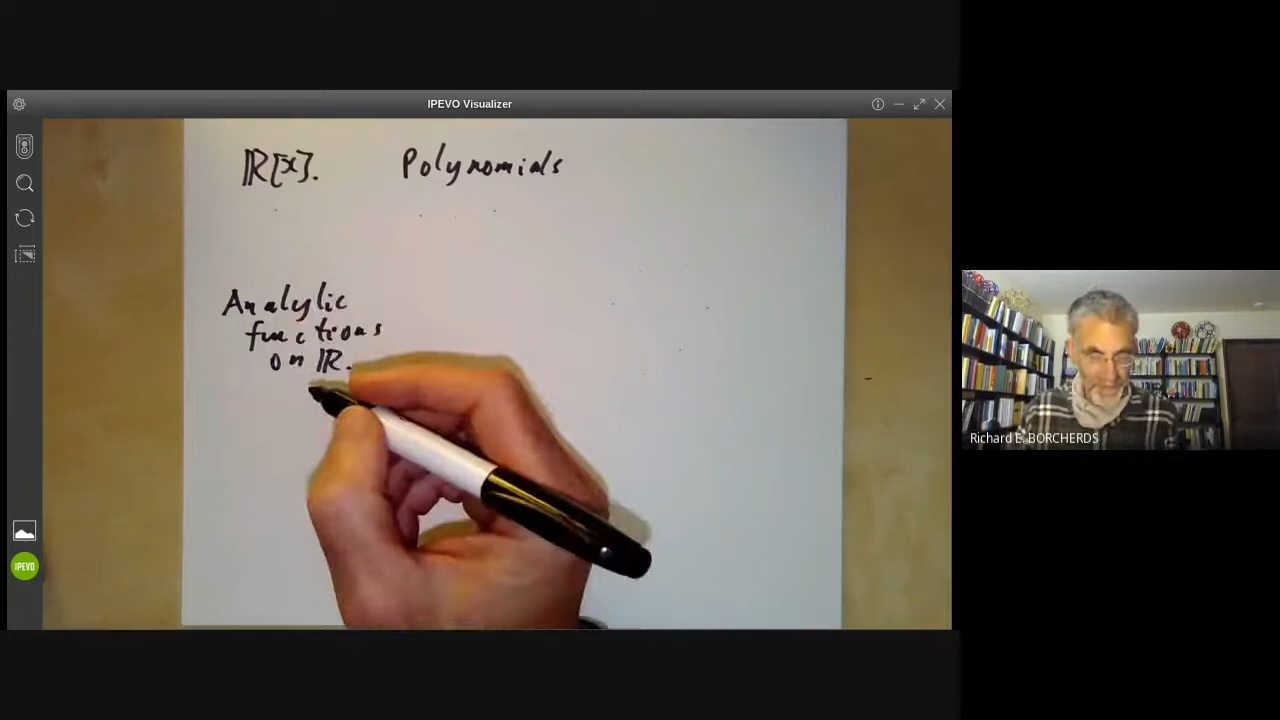 IPEVO Visualizer
ℝ[x]. Polynomials
Analytic
functions
on ℝ.
Richard E. BORCHERDS
IPEVO